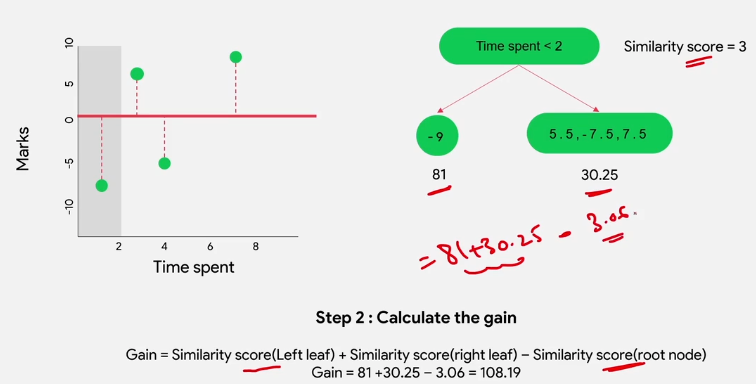 Time spent < 2
Similarity score = 3
Marks
10
5
0
-5
-10
2 4 6 8
Time spent
- 9
5 . 5 , - 7 . 5 , 7 . 5
81
30.25
= 81+30.25 - 3.06
Step 2 : Calculate the gain
Gain = Similarity score(Left leaf) + Similarity score(right leaf) − Similarity score(root node)
Gain = 81 +30.25 − 3.06 = 108.19